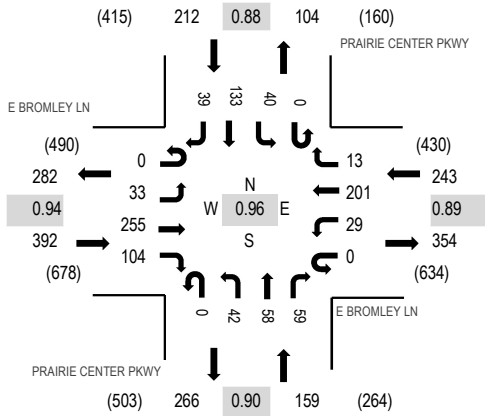 (415) 212 0.88 104 (160)
PRAIRIE CENTER PKWY
39 133 40 0
E BROMLEY LN
(490) (430)
0 13
282 243
N
33 201
0.94 W 0.96 E 0.89
255 29
392 354
S
104 0
(678) (634)
0 42 58 59
E BROMLEY LN
PRAIRIE CENTER PKWY
(503) 266 0.90 159 (264)